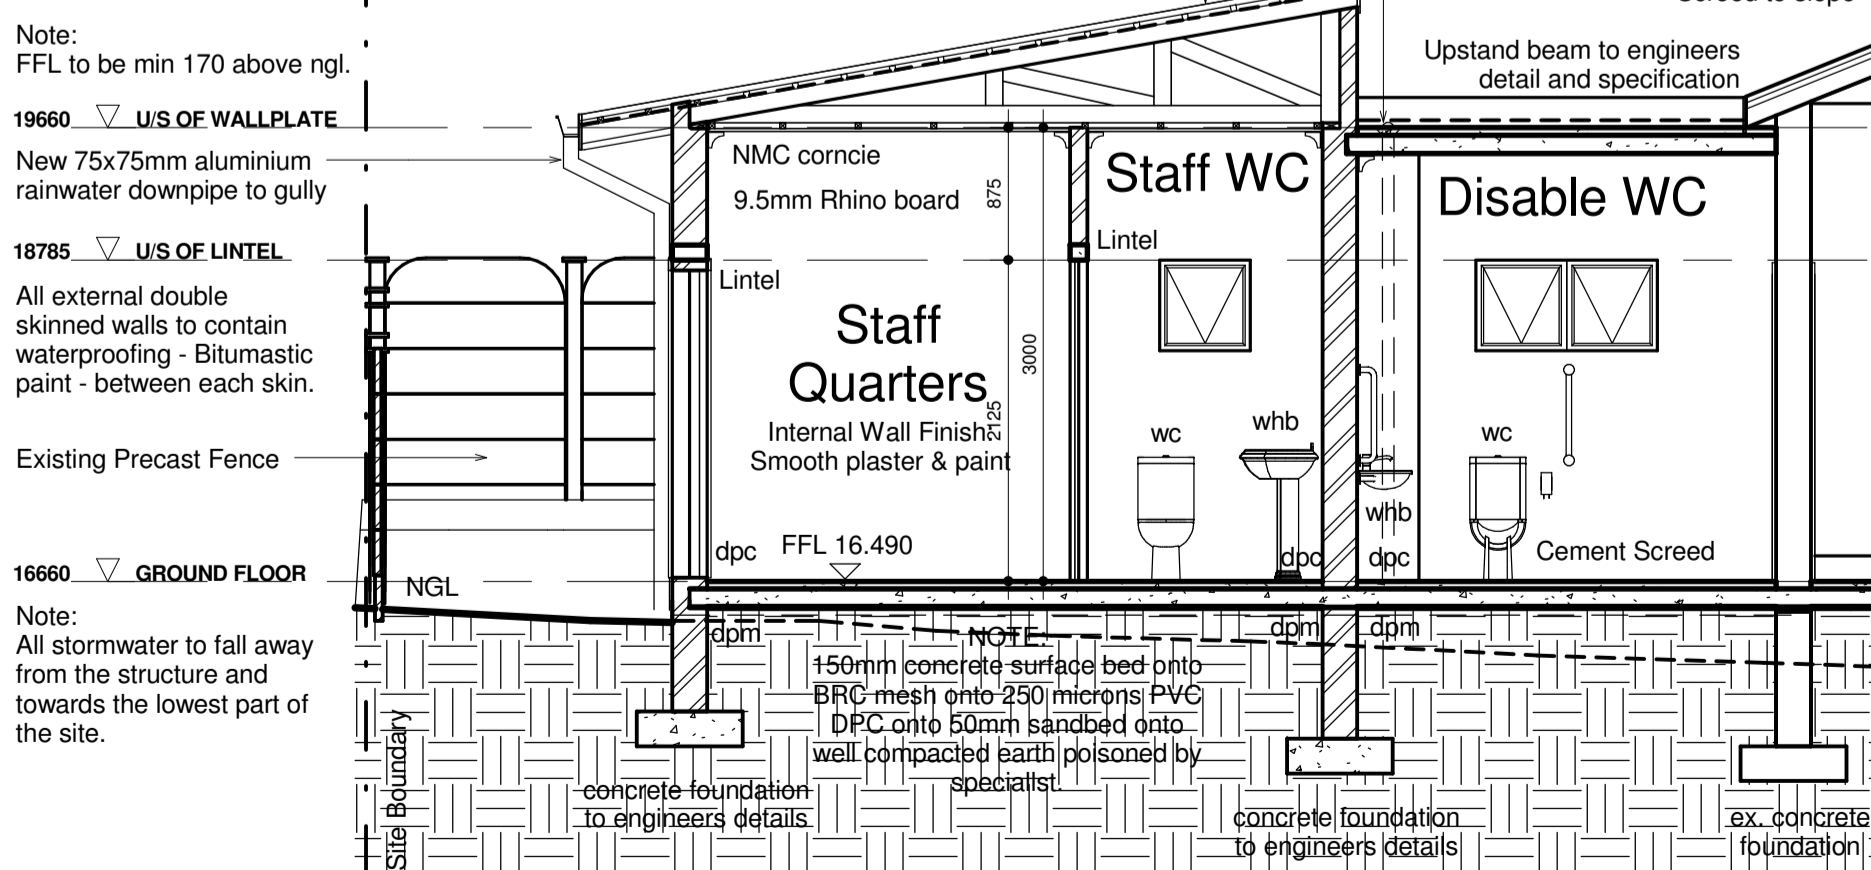 Note:
FFL to be min 170 above ngl.
19660 U/S OF WALLPLATE
New 75x75mm aluminium
rainwater downpipe to gully
18785 U/S OF LINTEL
All external double
skinned walls to contain
waterproofing - Bitumastic
paint - between each skin.
Existing Precast Fence
16660 GROUND FLOOR
NGL
Note:
All stormwater to fall away
from the structure and
towards the lowest part of
the site.
Site Boundary
NMC corncie
9.5mm Rhino board
875
Lintel
Staff
Quarters
3000
2125
Internal Wall Finish:
Smooth plaster & paint
dpc
FFL 16.490
dpm
NOTE:
150mm concrete surface bed onto
BRC mesh onto 250 microns PVC
DPC onto 50mm sandbed onto
well compacted earth poisoned by
specialist.
concrete foundation
to engineers details
Staff WC
Lintel
wc
whb
dpc
dpm
Upstand beam to engineers
detail and specification
Disable WC
wc
whb
dpc
Cement Screed
dpm
concrete foundation
to engineers details
ex. concrete
foundation